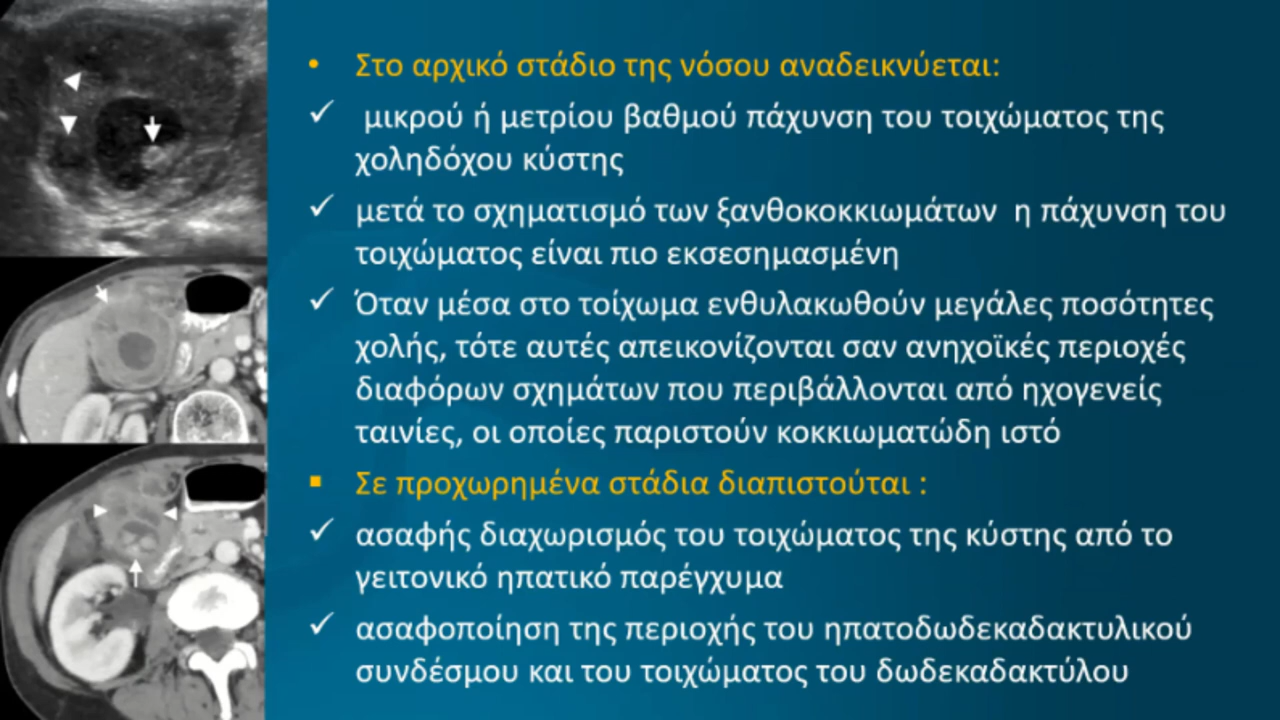 • Στο αρχικό στάδιο της νόσου αναδεικνύεται:
✓ μικρού ή μετρίου βαθμού πάχυνση του τοιχώματος της
χοληδόχου κύστης
✓ μετά το σχηματισμό των ξανθοκοκκιωμάτων η πάχυνση του
τοιχώματος είναι πιο εκσεσημασμένη
✓ Όταν μέσα στο τοίχωμα ενθυλακωθούν μεγάλες ποσότητες
χολής, τότε αυτές απεικονίζονται σαν ανηχοϊκές περιοχές
διαφόρων σχημάτων που περιβάλλονται από ηχογενείς
ταινίες, οι οποίες παριστούν κοκκιωματώδη ιστό
▪ Σε προχωρημένα στάδια διαπιστούται :
✓ ασαφής διαχωρισμός του τοιχώματος της κύστης από το
γειτονικό ηπατικό παρέγχυμα
✓ ασαφοποίηση της περιοχής του ηπατοδωδεκαδακτυλικού
συνδέσμου και του τοιχώματος του δωδεκαδακτύλου